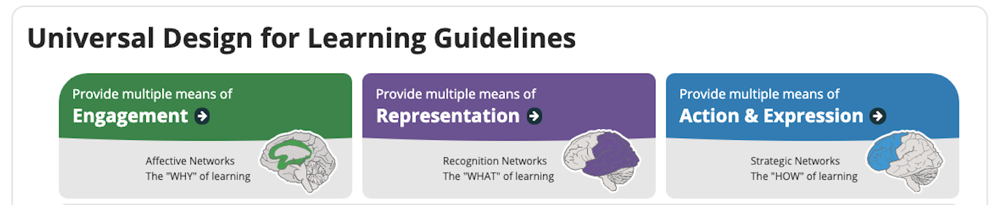 Universal Design for Learning Guidelines
Provide multiple means of
Engagement
Affective Networks
The "WHY" of learning
Provide multiple means of
Representation
Recognition Networks
The "WHAT" of learning
Provide multiple means of
Action & Expression
Strategic Networks
The "HOW" of learning